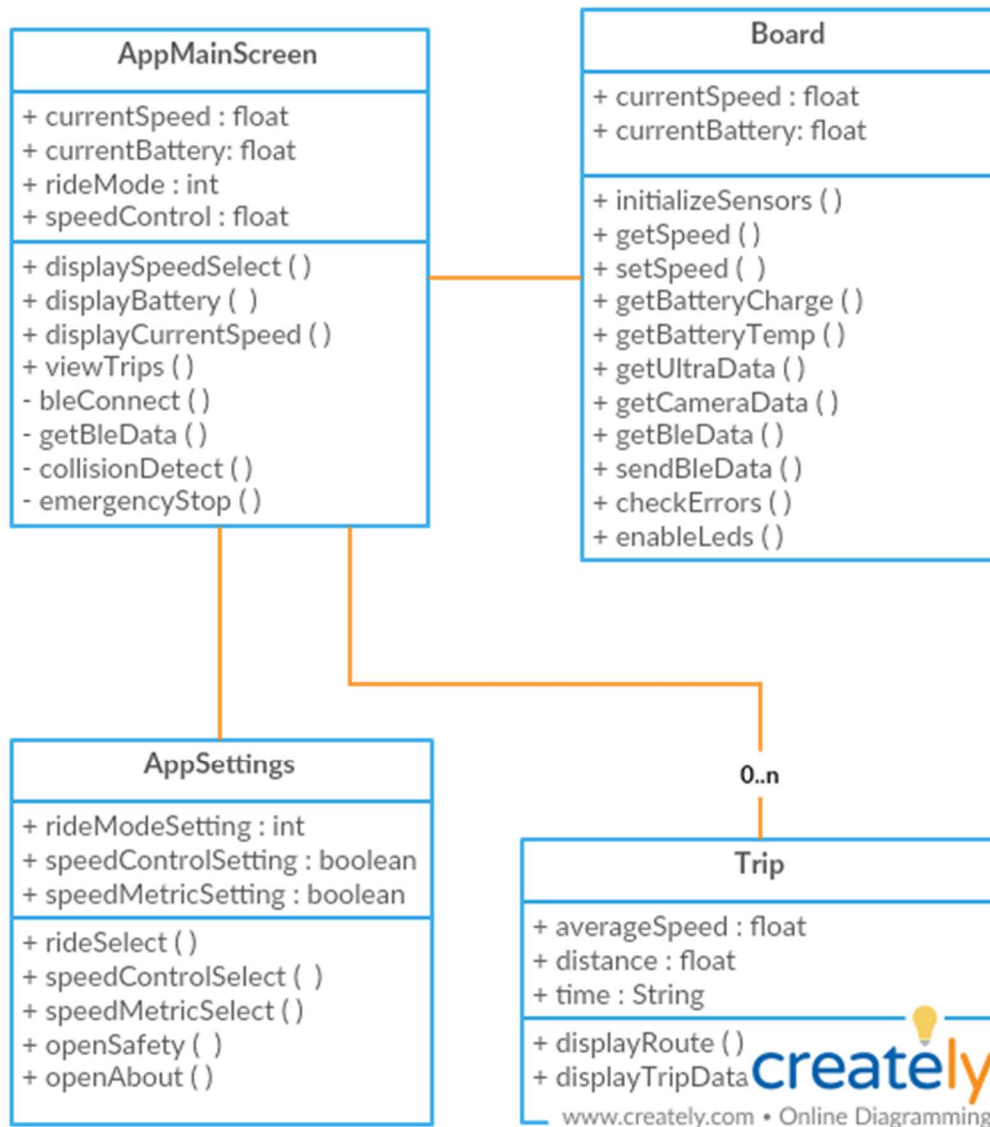 AppMainScreen
+ currentSpeed : float
+ currentBattery: float
+ rideMode : int
+ speedControl : float
+ displaySpeedSelect ( )
+ displayBattery (  )
+ displayCurrentSpeed ( )
+ viewTrips ( )
- bleConnect ( )
- getBleData ( )
- collisionDetect ( )
- emergencyStop ( )
Board
+ currentSpeed : float
+ currentBattery: float
+ initializeSensors ( )
+ getSpeed ( )
+ setSpeed (  )
+ getBatteryCharge ( )
+ getBatteryTemp ( )
+ getUltraData ( )
+ getCameraData ( )
+ getBleData ( )
+ sendBleData ( )
+ checkErrors ( )
+ enableLeds ( )
AppSettings
+ rideModeSetting : int
+ speedControlSetting : boolean
+ speedMetricSetting : boolean
+ rideSelect ( )
+ speedControlSelect (  )
+ speedMetricSelect ( )
+ openSafety (  )
+ openAbout ( )
0..n
Trip
+ averageSpeed : float
+ distance : float
+ time : String
+ displayRoute ( )
+ displayTripData
creately
www.creately.com • Online Diagramming